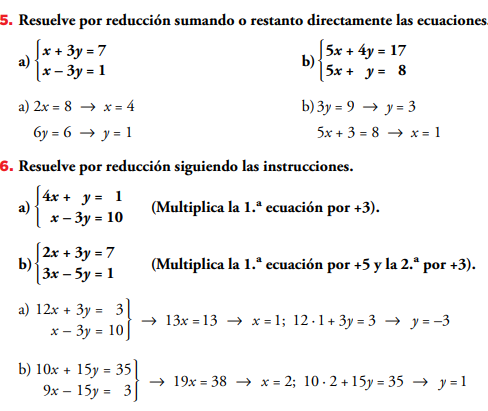 5. Resuelve por reducción sumando o restanto directamente las ecuaciones
a) { x + 3y = 7
x – 3y = 1
b) { 5x + 4y = 17
5x + y = 8
a) 2x = 8 → x = 4
6y = 6 → y = 1
b) 3y = 9 → y = 3
5x + 3 = 8 → x = 1
6. Resuelve por reducción siguiendo las instrucciones.
a) { 4x + y = 1
x – 3y = 10
(Multiplica la 1.ª ecuación por +3).
b) { 2x + 3y = 7
3x – 5y = 1
(Multiplica la 1.ª ecuación por +5 y la 2.ª por +3).
a) 12x + 3y = 3
x – 3y = 10 } → 13x = 13 → x = 1; 12 · 1 + 3y = 3 → y = –3
b) 10x + 15y = 35
9x – 15y = 3 } → 19x = 38 → x = 2; 10 · 2 + 15y = 35 → y = 1